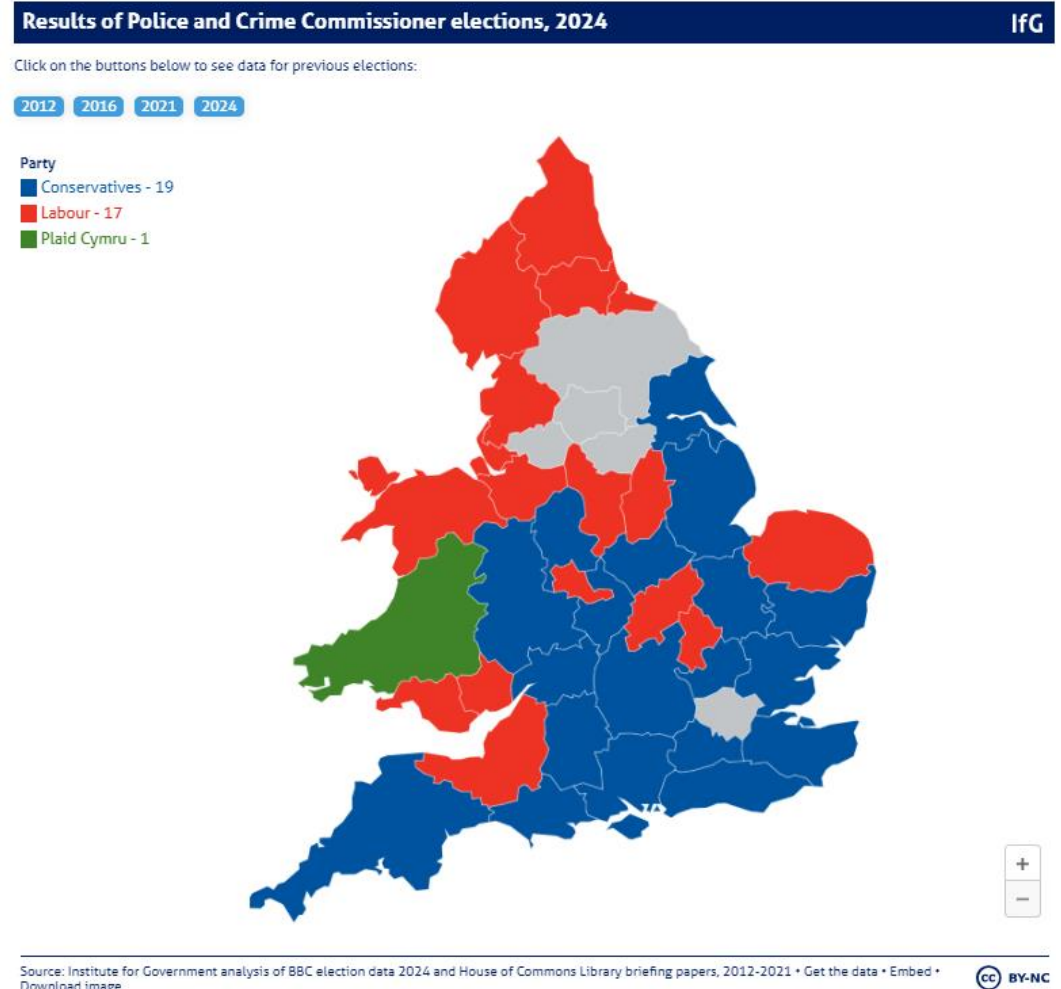 Results of Police and Crime Commissioner elections, 2024
IfG
Click on the buttons below to see data for previous elections:
2012 2016 2021 2024
Party
Conservatives - 19
Labour - 17
Plaid Cymru - 1
+
−
Source: Institute for Government analysis of BBC election data 2024 and House of Commons Library briefing papers, 2012-2021 • Get the data • Embed •
Download image
cc BY-NC